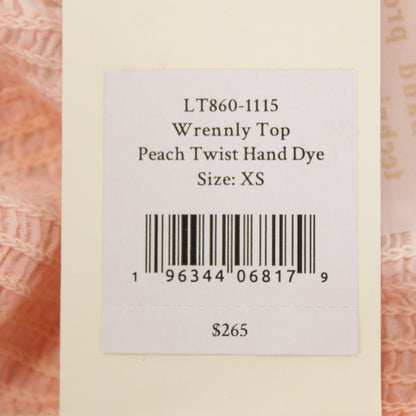 LT860-1115
Wrennly Top
Peach Twist Hand Dye
Size: XS
1 96344 06817 9
$265